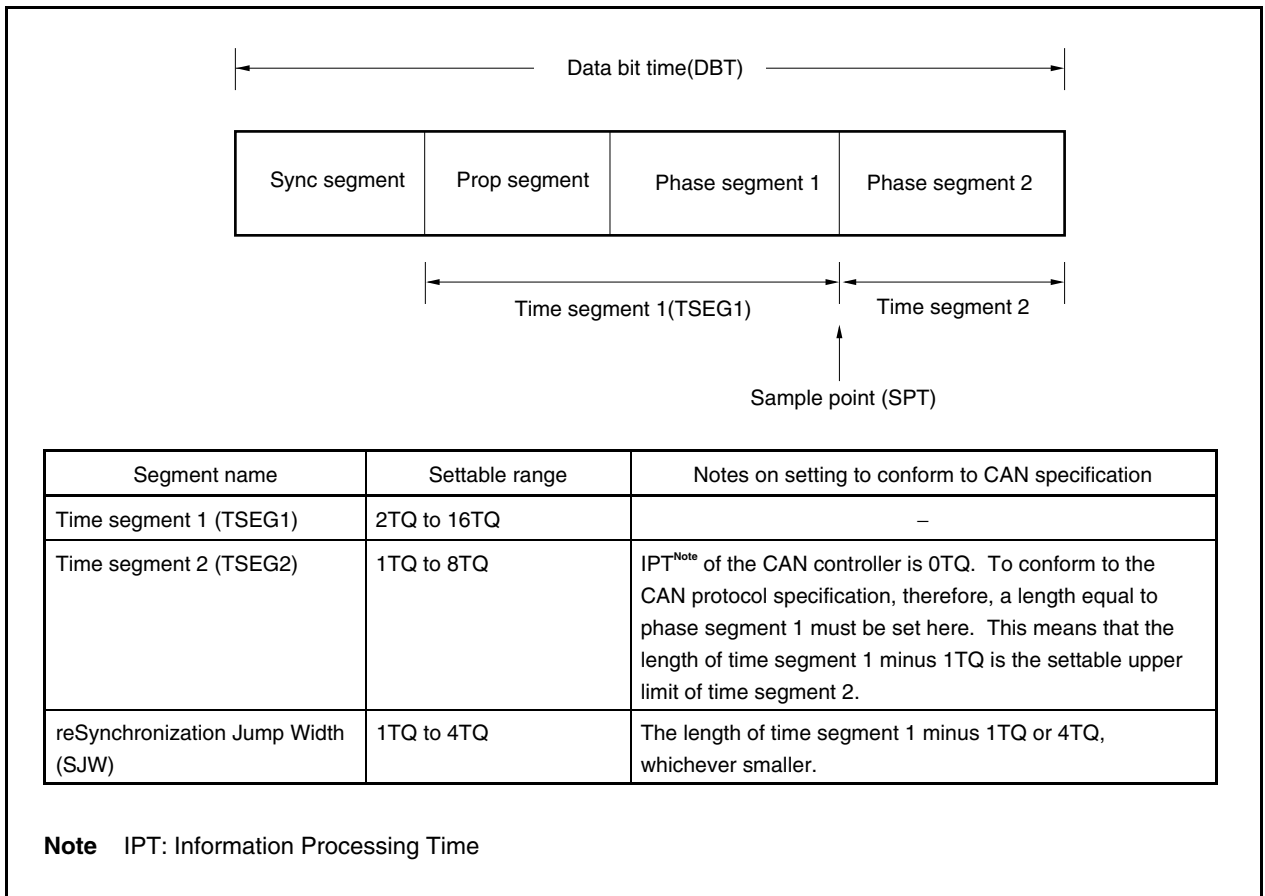 Data bit time(DBT)
Sync segment
Prop segment
Phase segment 1
Phase segment 2
Time segment 1(TSEG1)
Time segment 2
Sample point (SPT)
Segment name
Settable range
Notes on setting to conform to CAN specification
Time segment 1 (TSEG1)
2TQ to 16TQ
–
Time segment 2 (TSEG2)
1TQ to 8TQ
IPTNote of the CAN controller is 0TQ. To conform to the
CAN protocol specification, therefore, a length equal to
phase segment 1 must be set here. This means that the
length of time segment 1 minus 1TQ is the settable upper
limit of time segment 2.
reSynchronization Jump Width
(SJW)
1TQ to 4TQ
The length of time segment 1 minus 1TQ or 4TQ,
whichever smaller.
Note IPT: Information Processing Time